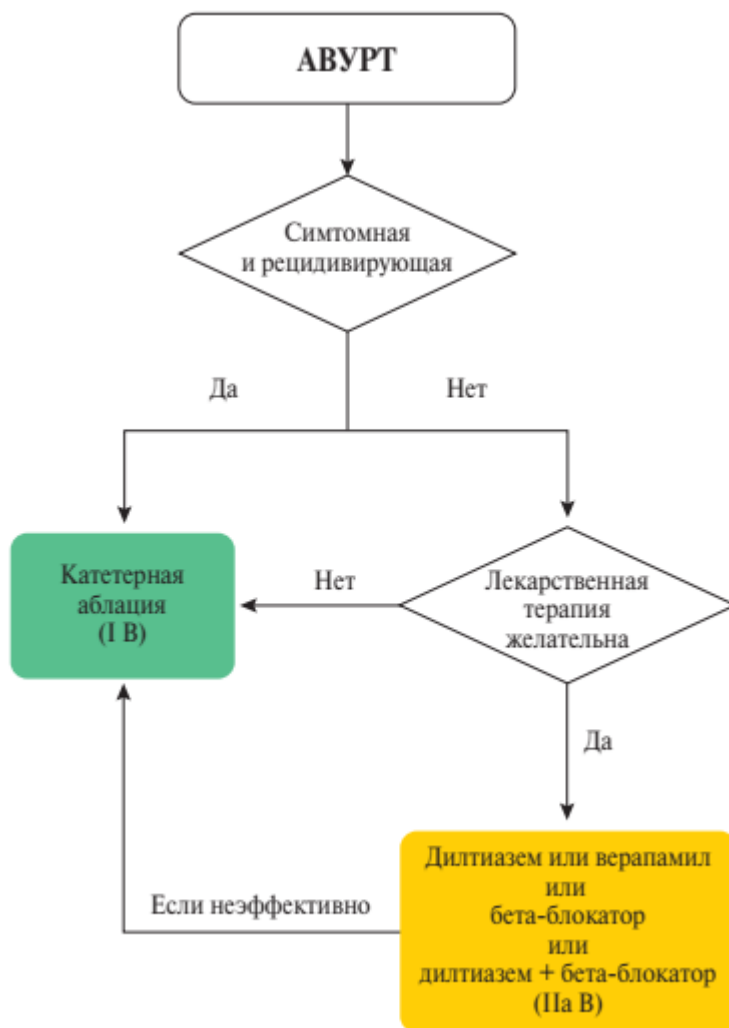 АВУРТ
Симтомная
и рецидивирующая
Да
Нет
Катетерная
аблация
(I B)
Нет
Лекарственная
терапия
желательна
Да
Если неэффективно
Дилтиазем или верапамил
или
бета-блокатор
или
дилтиазем + бета-блокатор
(IIa B)